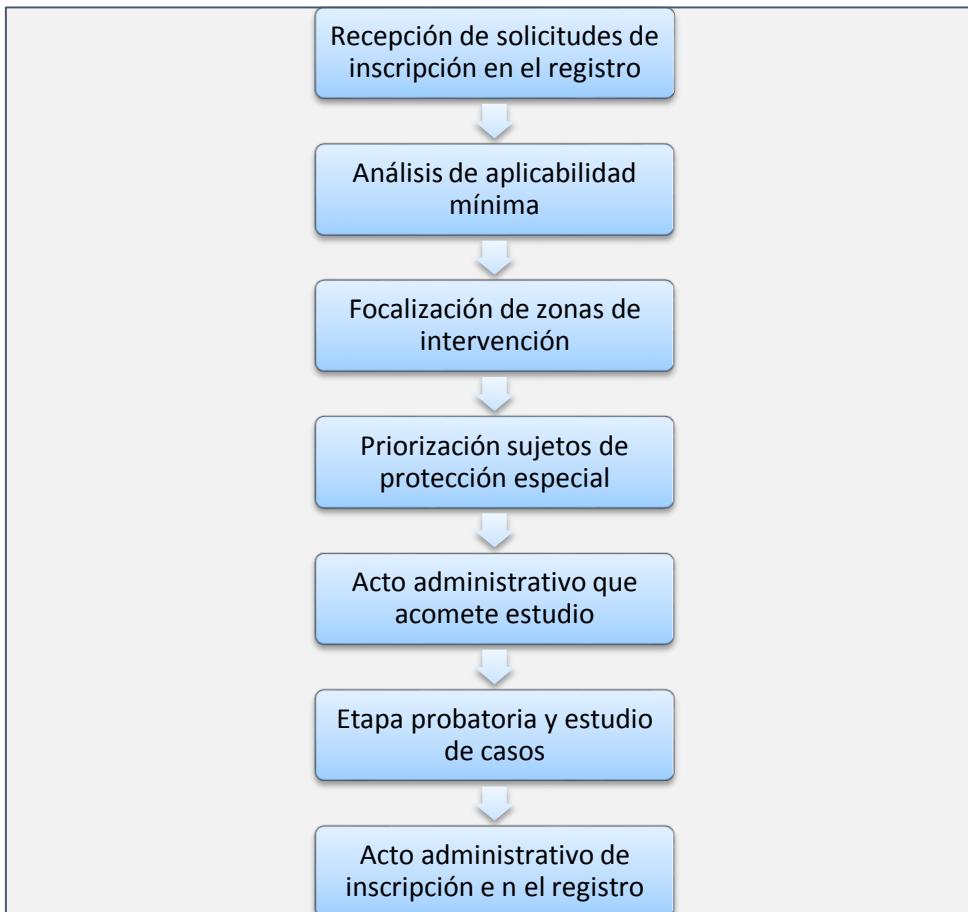 Recepción de solicitudes de
inscripción en el registro
Análisis de aplicabilidad
mínima
Focalización de zonas de
intervención
Priorización sujetos de
protección especial
Acto administrativo que
acomete estudio
Etapa probatoria y estudio
de casos
Acto administrativo de
inscripción e n el registro